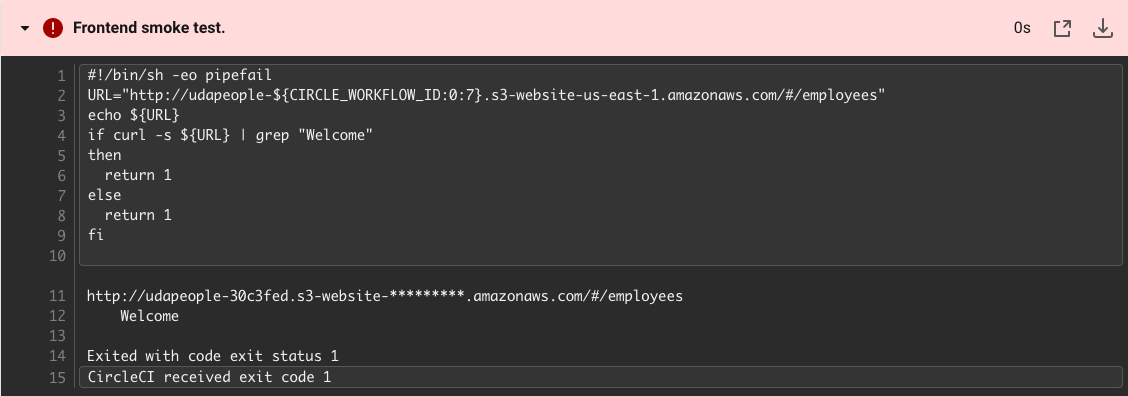 Frontend smoke test.
0s
1 #!/bin/sh -eo pipefail
2 URL="http://udapeople-${CIRCLE_WORKFLOW_ID:0:7}.s3-website-us-east-1.amazonaws.com/#/employees"
3 echo ${URL}
4 if curl -s ${URL} | grep "Welcome"
5 then
6   return 1
7 else
8   return 1
9 fi
10
11 http://udapeople-30c3fed.s3-website-*********.amazonaws.com/#/employees
12     Welcome
13
14 Exited with code exit status 1
15 CircleCI received exit code 1